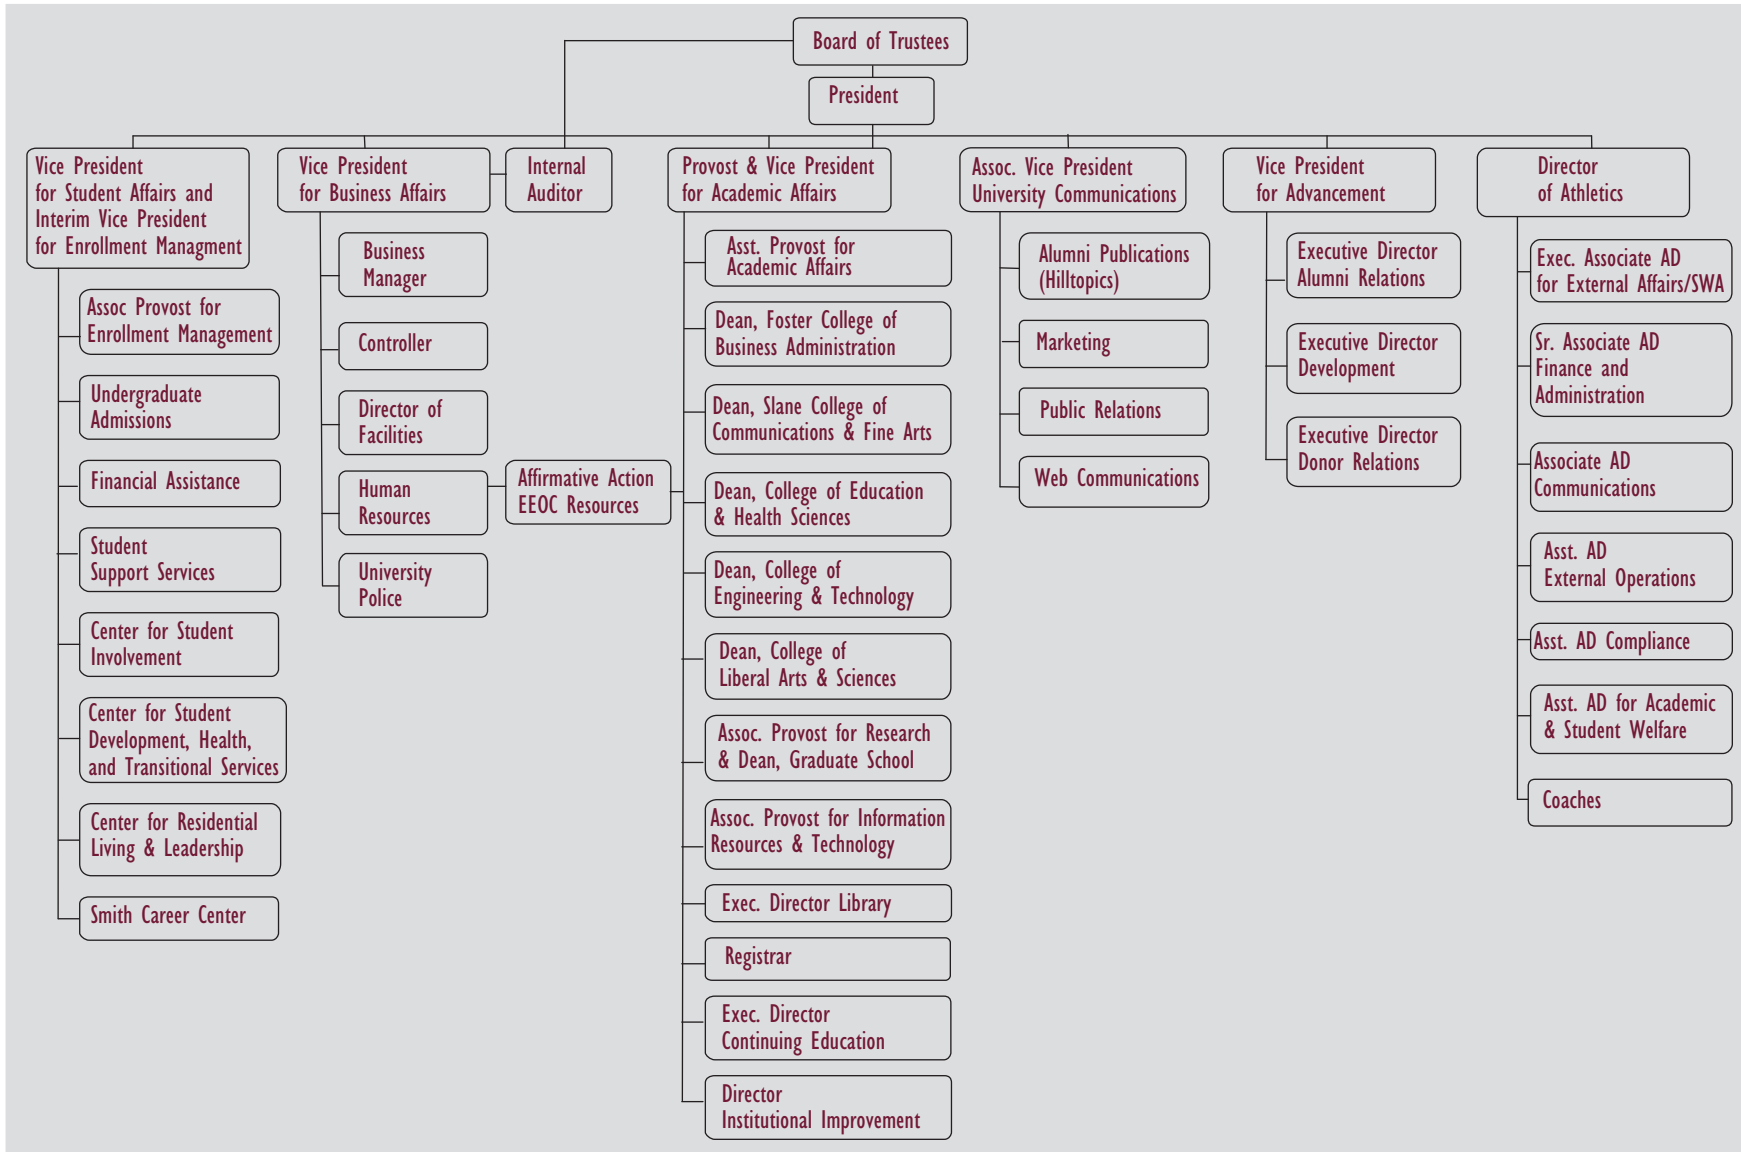 Board of Trustees
President
Vice President
for Student Affairs and
Interim Vice President
for Enrollment Managment
Assoc Provost for
Enrollment Management
Undergraduate
Admissions
Financial Assistance
Student
Support Services
Center for Student
Involvement
Center for Student
Development, Health,
and Transitional Services
Center for Residential
Living & Leadership
Smith Career Center
Vice President
for Business Affairs
Business
Manager
Controller
Director of
Facilities
Human
Resources
University
Police
Internal
Auditor
Affirmative Action
EEOC Resources
Provost & Vice President
for Academic Affairs
Asst. Provost for
Academic Affairs
Dean, Foster College of
Business Administration
Dean, Slane College of
Communications & Fine Arts
Dean, College of Education
& Health Sciences
Dean, College of
Engineering & Technology
Dean, College of
Liberal Arts & Sciences
Assoc. Provost for Research
& Dean, Graduate School
Assoc. Provost for Information
Resources & Technology
Exec. Director Library
Registrar
Exec. Director
Continuing Education
Director
Institutional Improvement
Assoc. Vice President
University Communications
Alumni Publications
(Hilltopics)
Marketing
Public Relations
Web Communications
Vice President
for Advancement
Executive Director
Alumni Relations
Executive Director
Development
Executive Director
Donor Relations
Director
of Athletics
Exec. Associate AD
for External Affairs/SWA
Sr. Associate AD
Finance and
Administration
Associate AD
Communications
Asst. AD
External Operations
Asst. AD Compliance
Asst. AD for Academic
& Student Welfare
Coaches